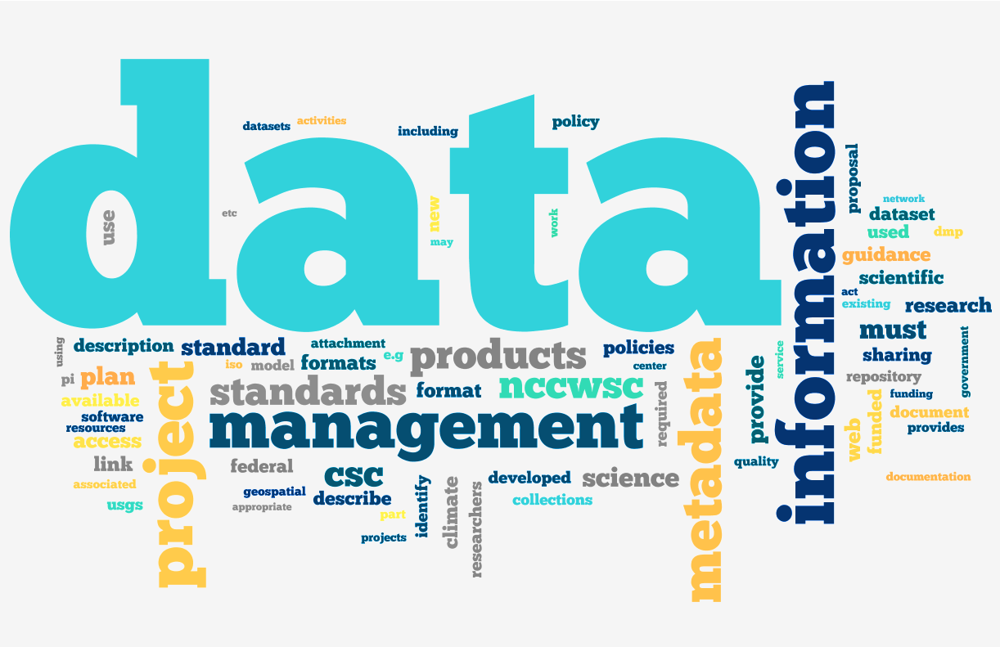 data
datasets
activities
including
policy
use
etc
new
may
work
information
proposal
network
dataset
used
dmp
guidance
scientific
act
existing
research
must
sharing
government
repository
funding
web
funded
document
provides
documentation
using
description
standard
attachment
e.g
products
policies
iso
model
formats
center
pi
plan
standards
format
nccwsc
required
metadata
provide
service
quality
available
software
resources
access
project
management
link
federal
csc
developed
science
associated
geospatial
describe
collections
usgs
appropriate
part
identify
climate
researchers
projects